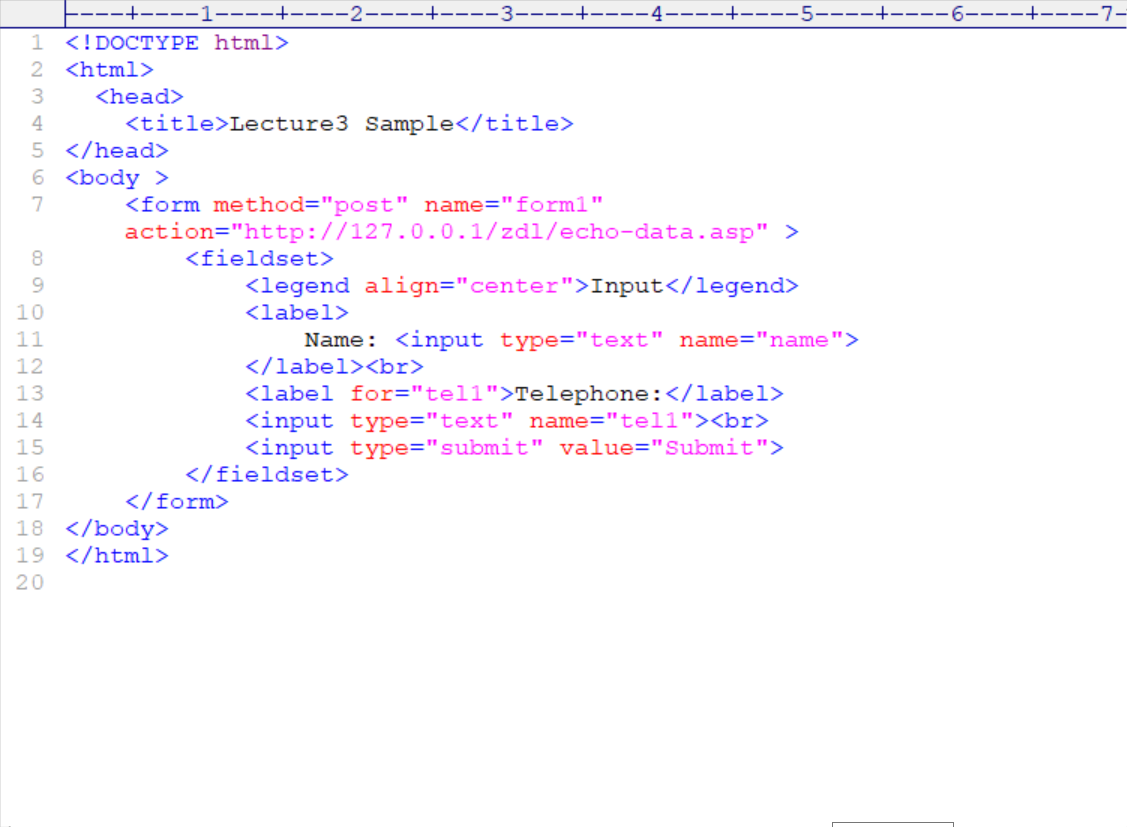 ----+----1----+----2----+----3----+----4----+----5----+----6----+----7-
1 <!DOCTYPE html>
2 <html>
3   <head>
4     <title>Lecture3 Sample</title>
5 </head>
6 <body >
7     <form method="post" name="form1"
    action="http://127.0.0.1/zdl/echo-data.asp" >
8         <fieldset>
9             <legend align="center">Input</legend>
10             <label>
11                 Name: <input type="text" name="name">
12             </label><br>
13             <label for="tel1">Telephone:</label>
14             <input type="text" name="tel1"><br>
15             <input type="submit" value="Submit">
16         </fieldset>
17     </form>
18 </body>
19 </html>
20